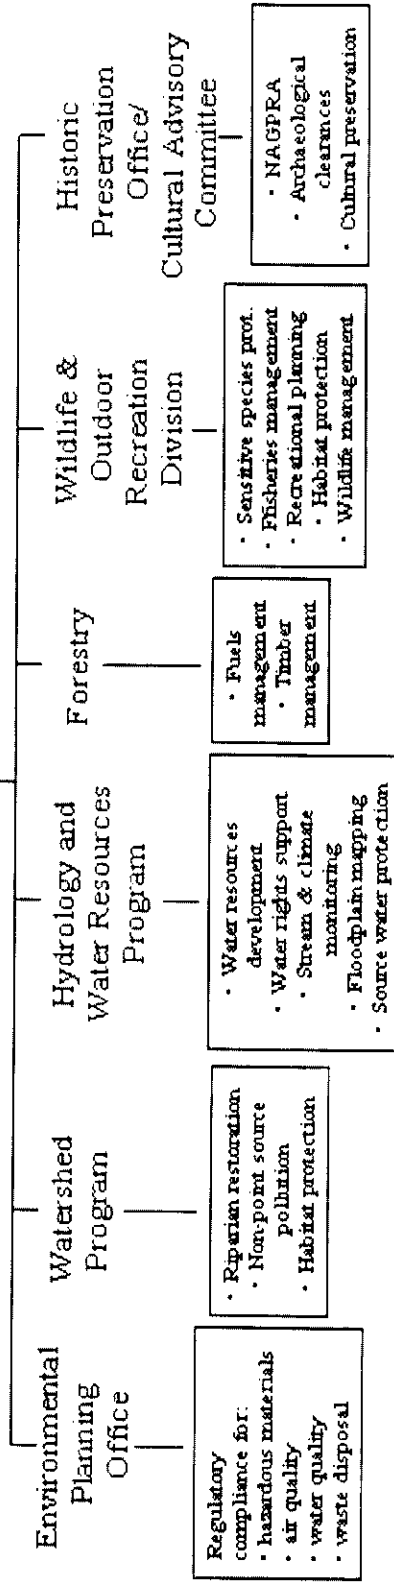 Environmental
Planning
Office
Regulatory
compliance for:
• hazardous materials
• air quality
• water quality
• waste disposal
Watershed
Program
• Riparian restoration
• Non-point source
pollution
• Habitat protection
Hydrology and
Water Resources
Program
• Water resources
development
• Water rights support
• Stream & climate
monitoring
• Floodplain mapping
• Source water protection
Forestry
• Fuels
management
• Timber
management
Wildlife &
Outdoor
Recreation
Division
• Sensitive species prot.
• Fisheries management
• Recreational planning
• Habitat protection
• Wildlife management
Historic
Preservation
Office/
Cultural Advisory
Committee
• NAGPRA
• Archaeological
clearances
• Cultural preservation